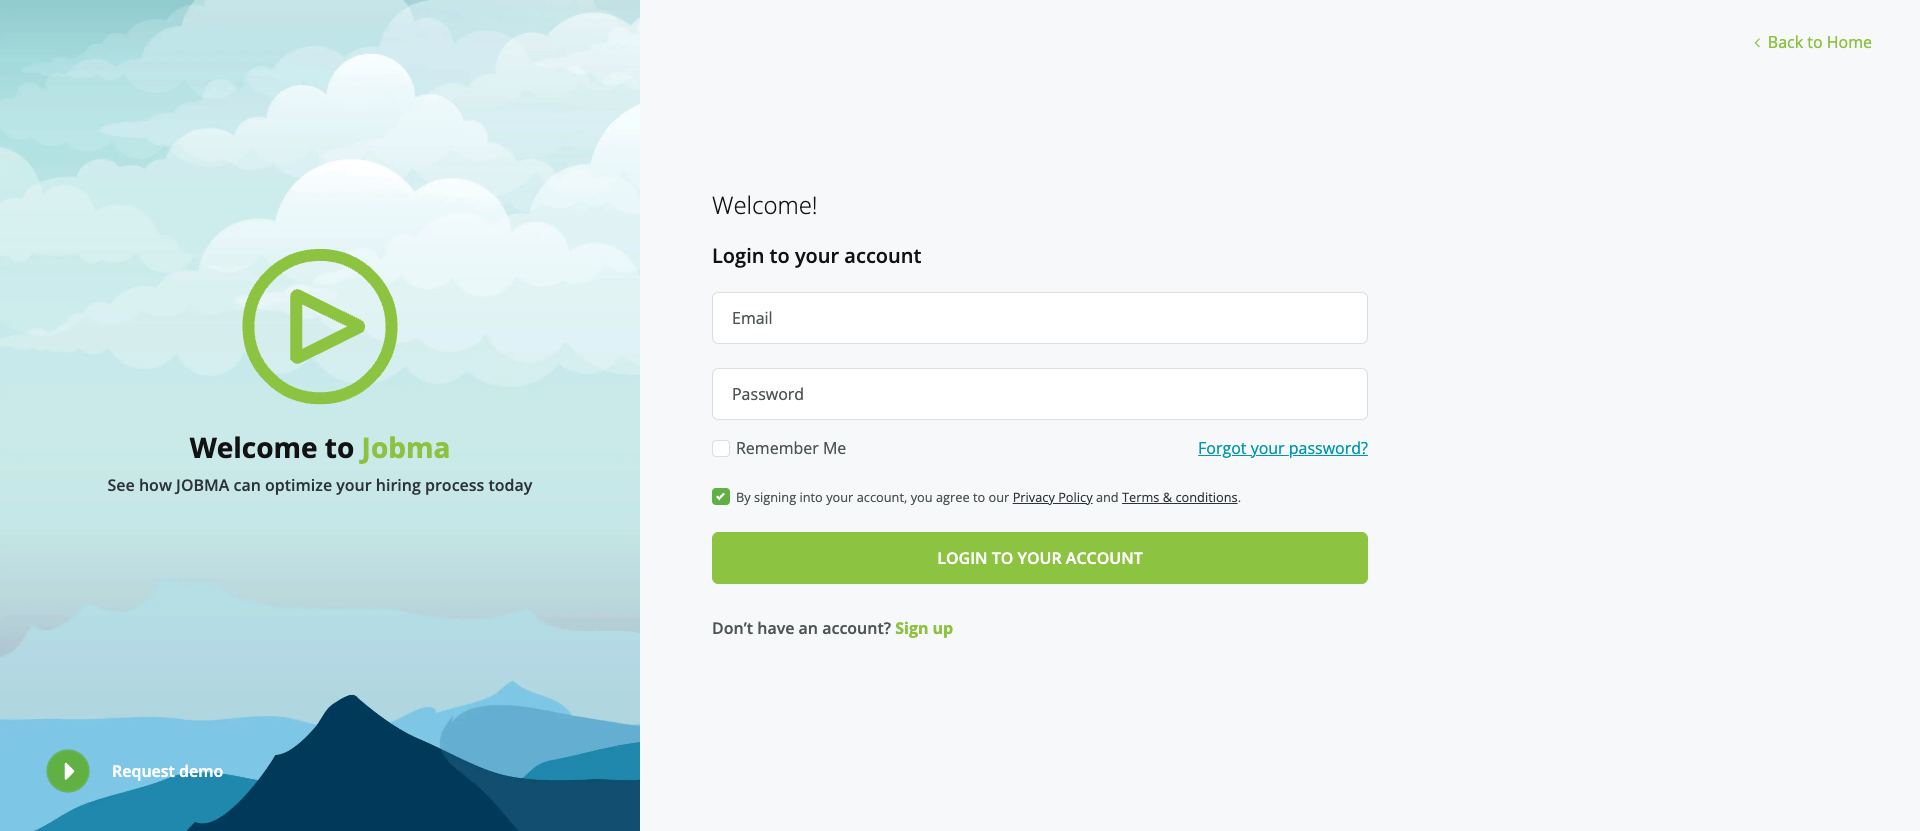 Back to Home
Welcome!
Login to your account
Email
Password
Remember Me
Forgot your password?
By signing into your account, you agree to our Privacy Policy and Terms & conditions.
LOGIN TO YOUR ACCOUNT
Don’t have an account? Sign up
Welcome to Jobma
See how JOBMA can optimize your hiring process today
Request demo